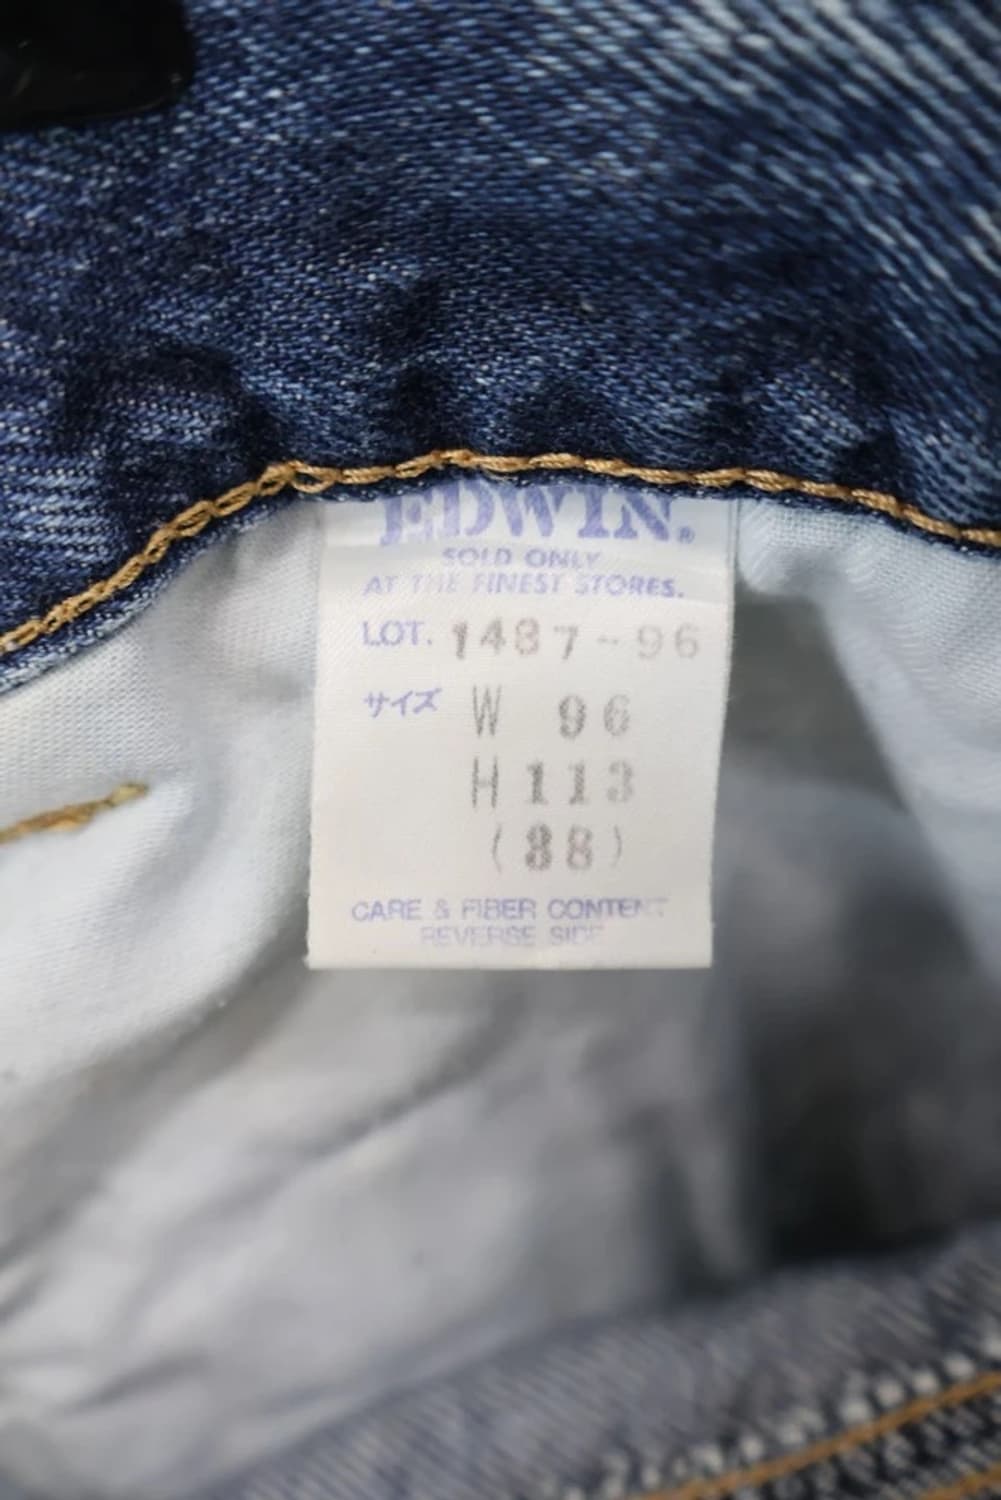 EDWIN.®
SOLD ONLY
AT THE FINEST STORES.
LOT. 1487-96
サイズ W 96
H 113
(38)
CARE & FIBER CONTENT
REVERSE SIDE